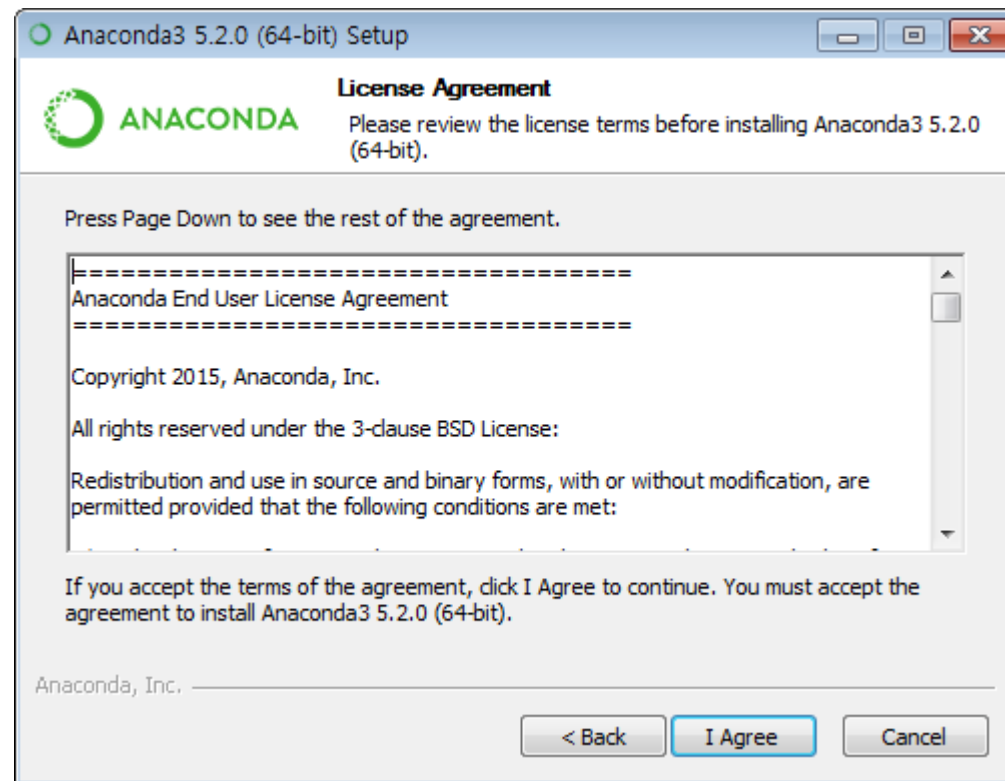 Anaconda3 5.2.0 (64-bit) Setup
ANACONDA
License Agreement
Please review the license terms before installing Anaconda3 5.2.0
(64-bit).
Press Page Down to see the rest of the agreement.
===================================
Anaconda End User License Agreement
===================================
Copyright 2015, Anaconda, Inc.
All rights reserved under the 3-clause BSD License:
Redistribution and use in source and binary forms, with or without modification, are
permitted provided that the following conditions are met:
If you accept the terms of the agreement, click I Agree to continue. You must accept the
agreement to install Anaconda3 5.2.0 (64-bit).
Anaconda, Inc.
< Back
I Agree
Cancel